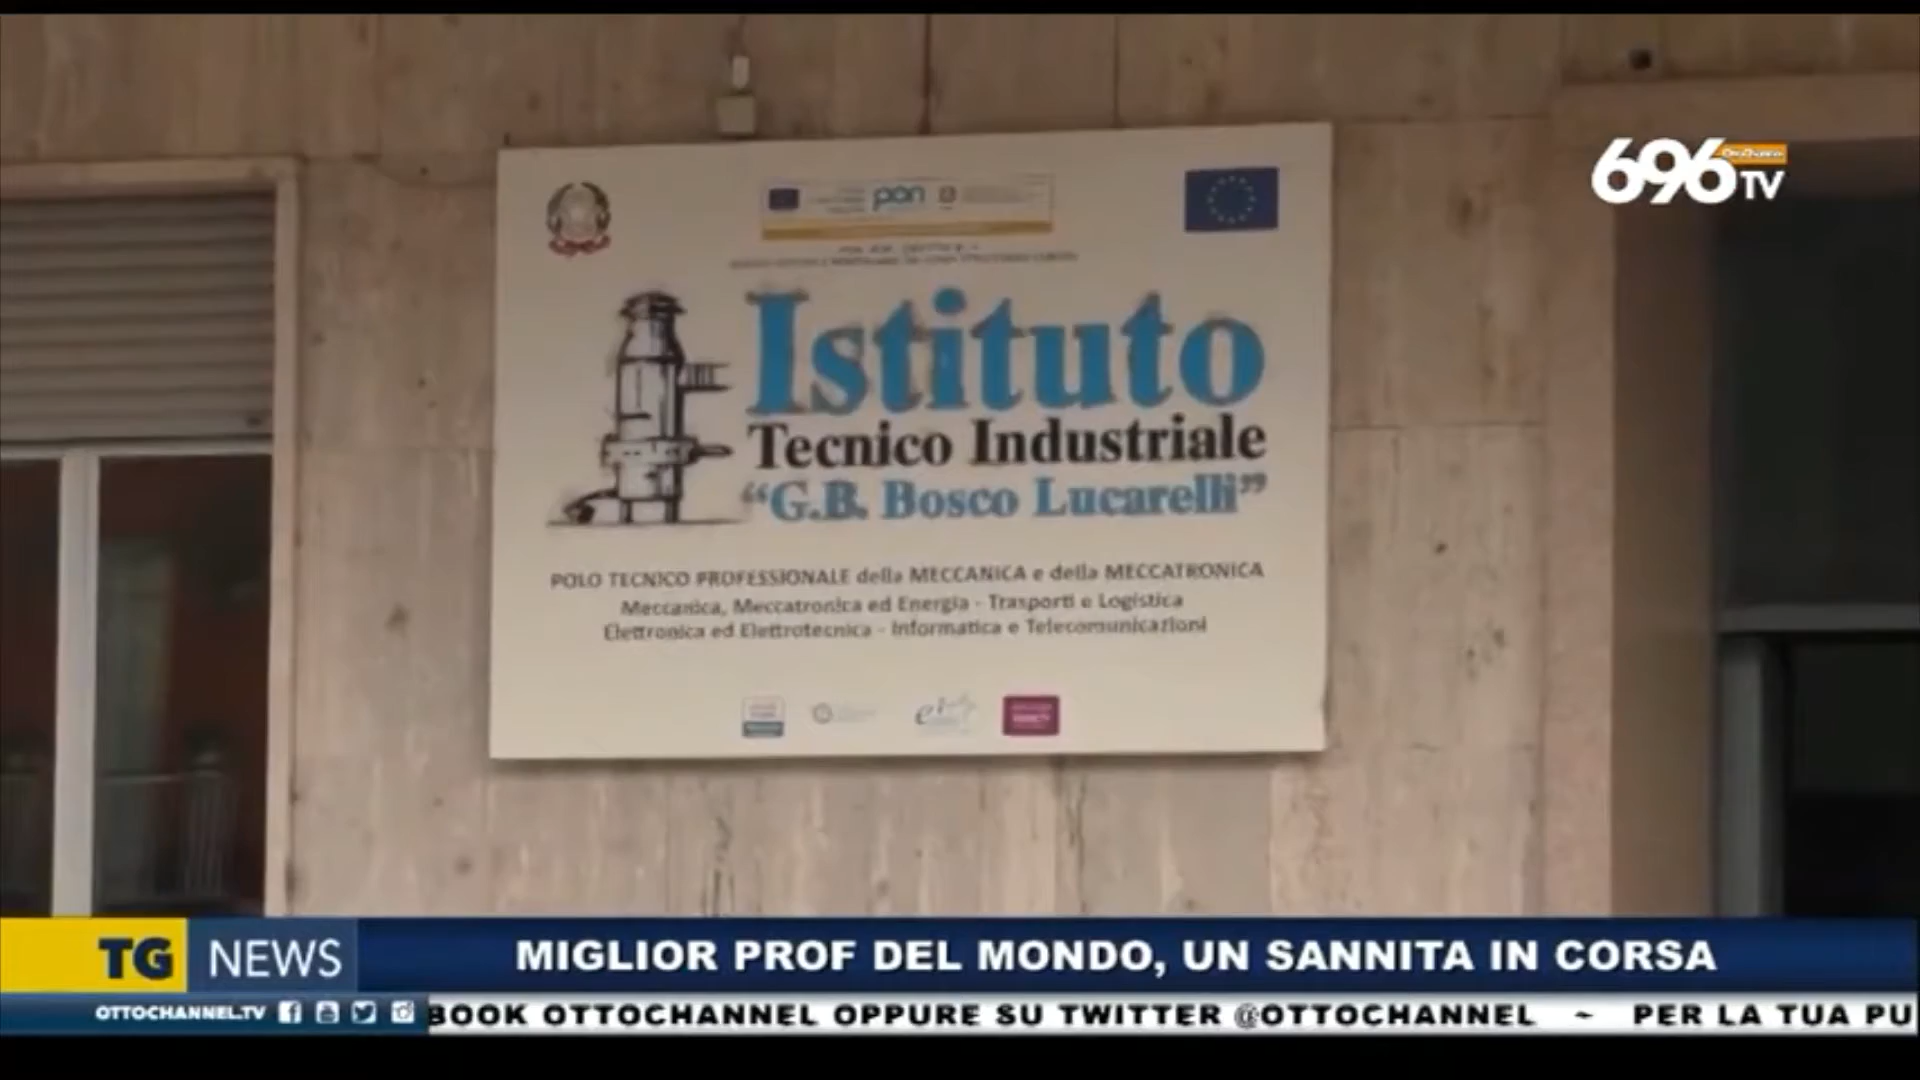 696 TV
pon
Istituto
Tecnico Industriale
“G.B. Bosco Lucarelli”
POLO TECNICO PROFESSIONALE della MECCANICA e della MECCATRONICA
Meccanica, Meccatronica ed Energia - Trasporti e Logistica
Elettronica ed Elettrotecnica - Informatica e Telecomunicazioni
TG NEWS
MIGLIOR PROF DEL MONDO, UN SANNITA IN CORSA
OTTOCHANNEL.TV
BOOK OTTOCHANNEL OPPURE SU TWITTER @OTTOCHANNEL ~ PER LA TUA PU